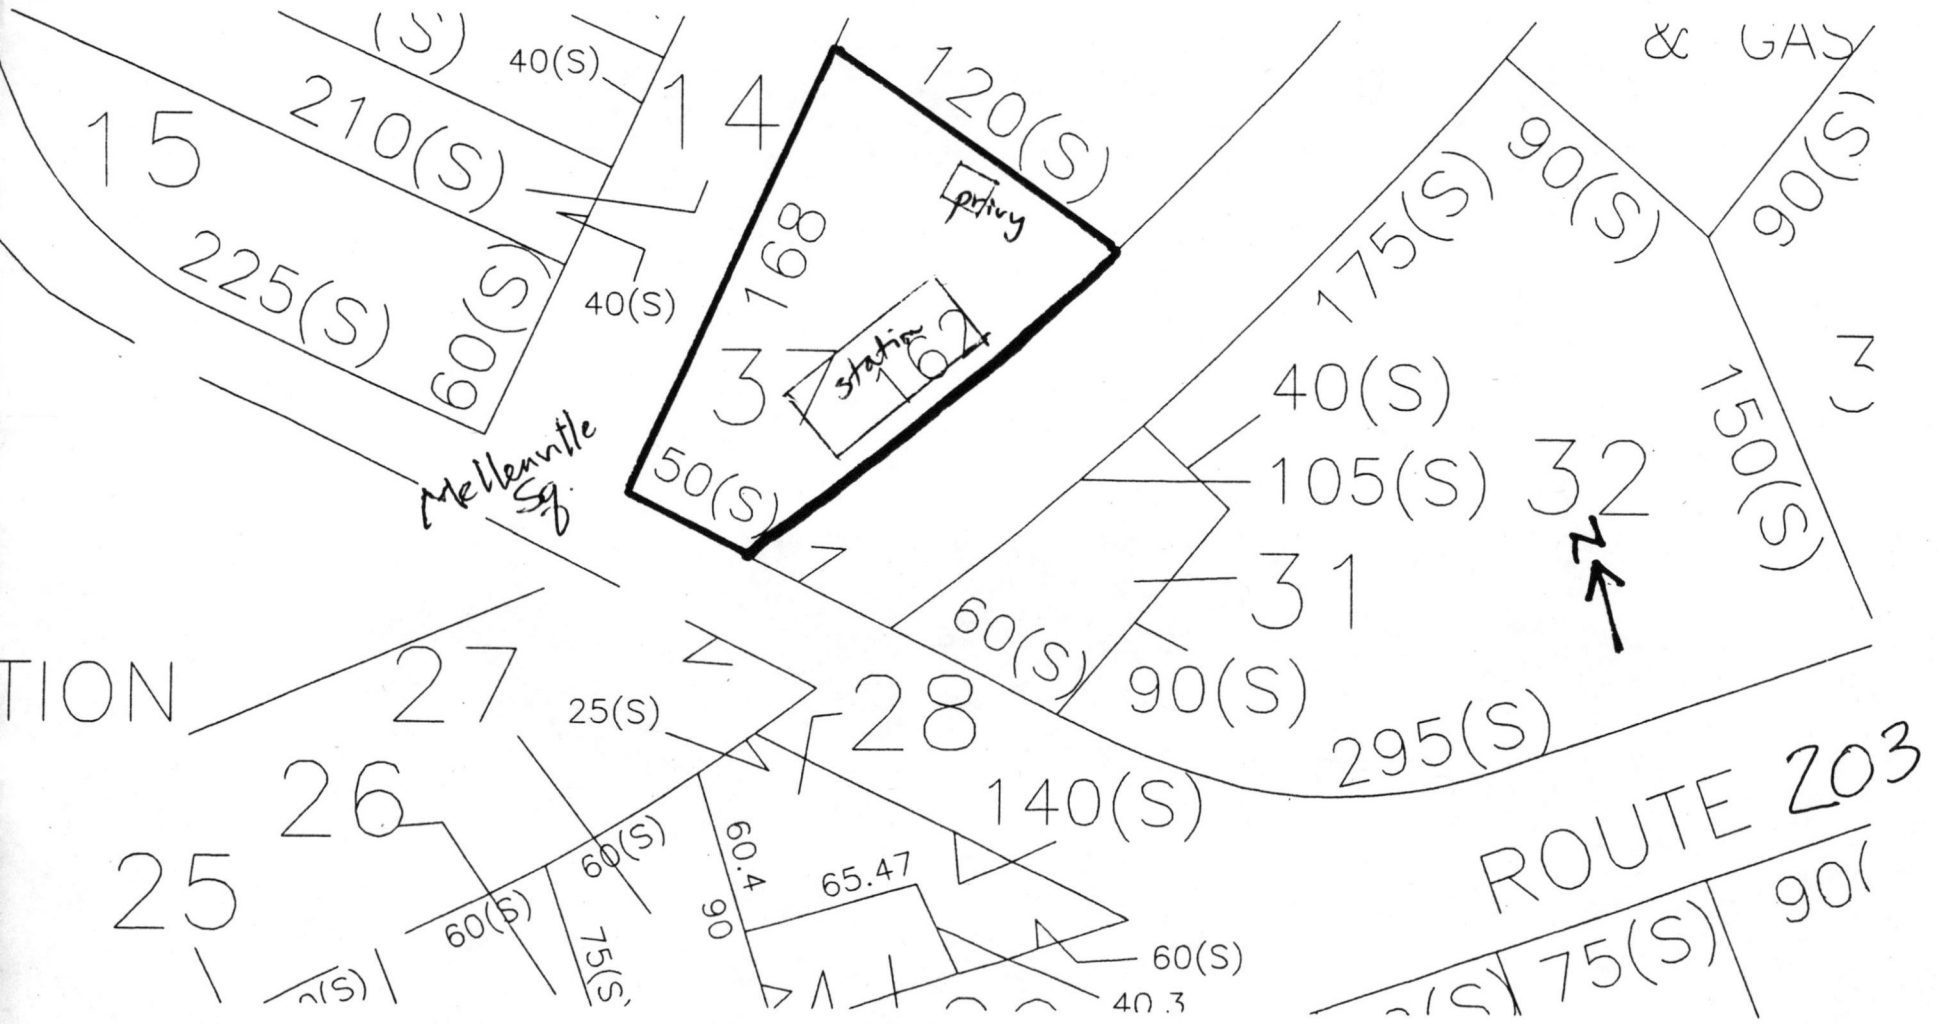 (S)
40(S)
14
120(S)
& GAS
15
210(S)
privy
175(S)
90(S)
90(S)
168
225(S)
60(S)
40(S)
37
station
162
40(S)
3
Mellenville
Sq.
50(S)
105(S)
32
150(S)
N
31
60(S)
90(S)
TION
27
25(S)
28
295(S)
ROUTE 203
26
140(S)
60(S)
60.4
65.47
25
60(S)
75(S)
90
90(
60(S)
75(S)
(S)
40.3
(S)